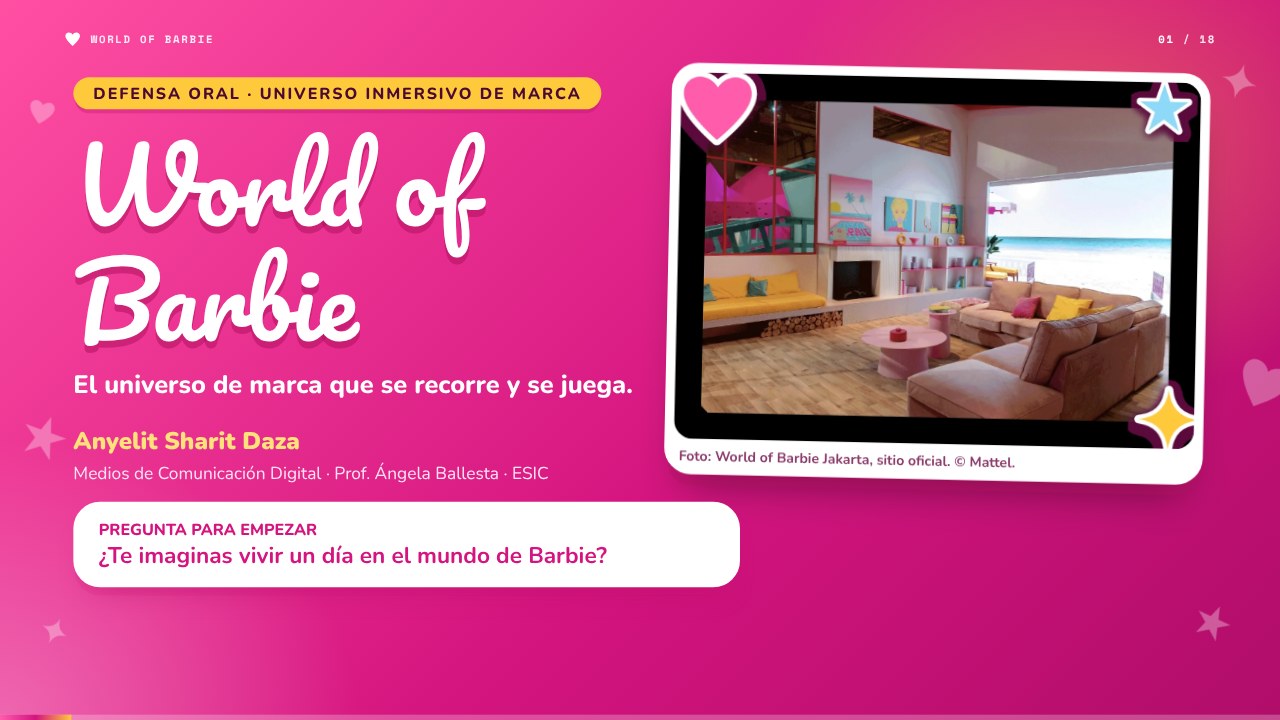 WORLD OF BARBIE
01 / 18
DEFENSA ORAL · UNIVERSO INMERSIVO DE MARCA
World of
Barbie
El universo de marca que se recorre y se juega.
Anyelit Sharit Daza
Medios de Comunicación Digital · Prof. Ángela Ballesta · ESIC
Foto: World of Barbie Jakarta, sitio oficial. © Mattel.
PREGUNTA PARA EMPEZAR
¿Te imaginas vivir un día en el mundo de Barbie?